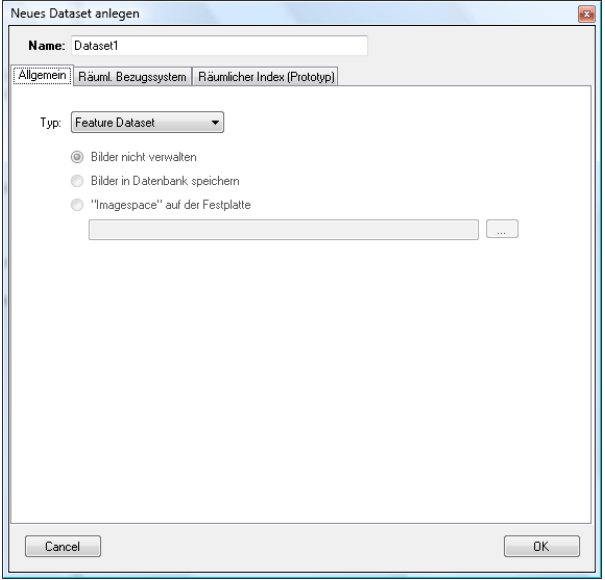 Neues Dataset anlegen
Name: Dataset1
Allgemein Räuml. Bezugssystem Räumlicher Index (Prototyp)
Typ: Feature Dataset
Bilder nicht verwalten
Bilder in Datenbank speichern
"Imagespace" auf der Festplatte
...
Cancel OK